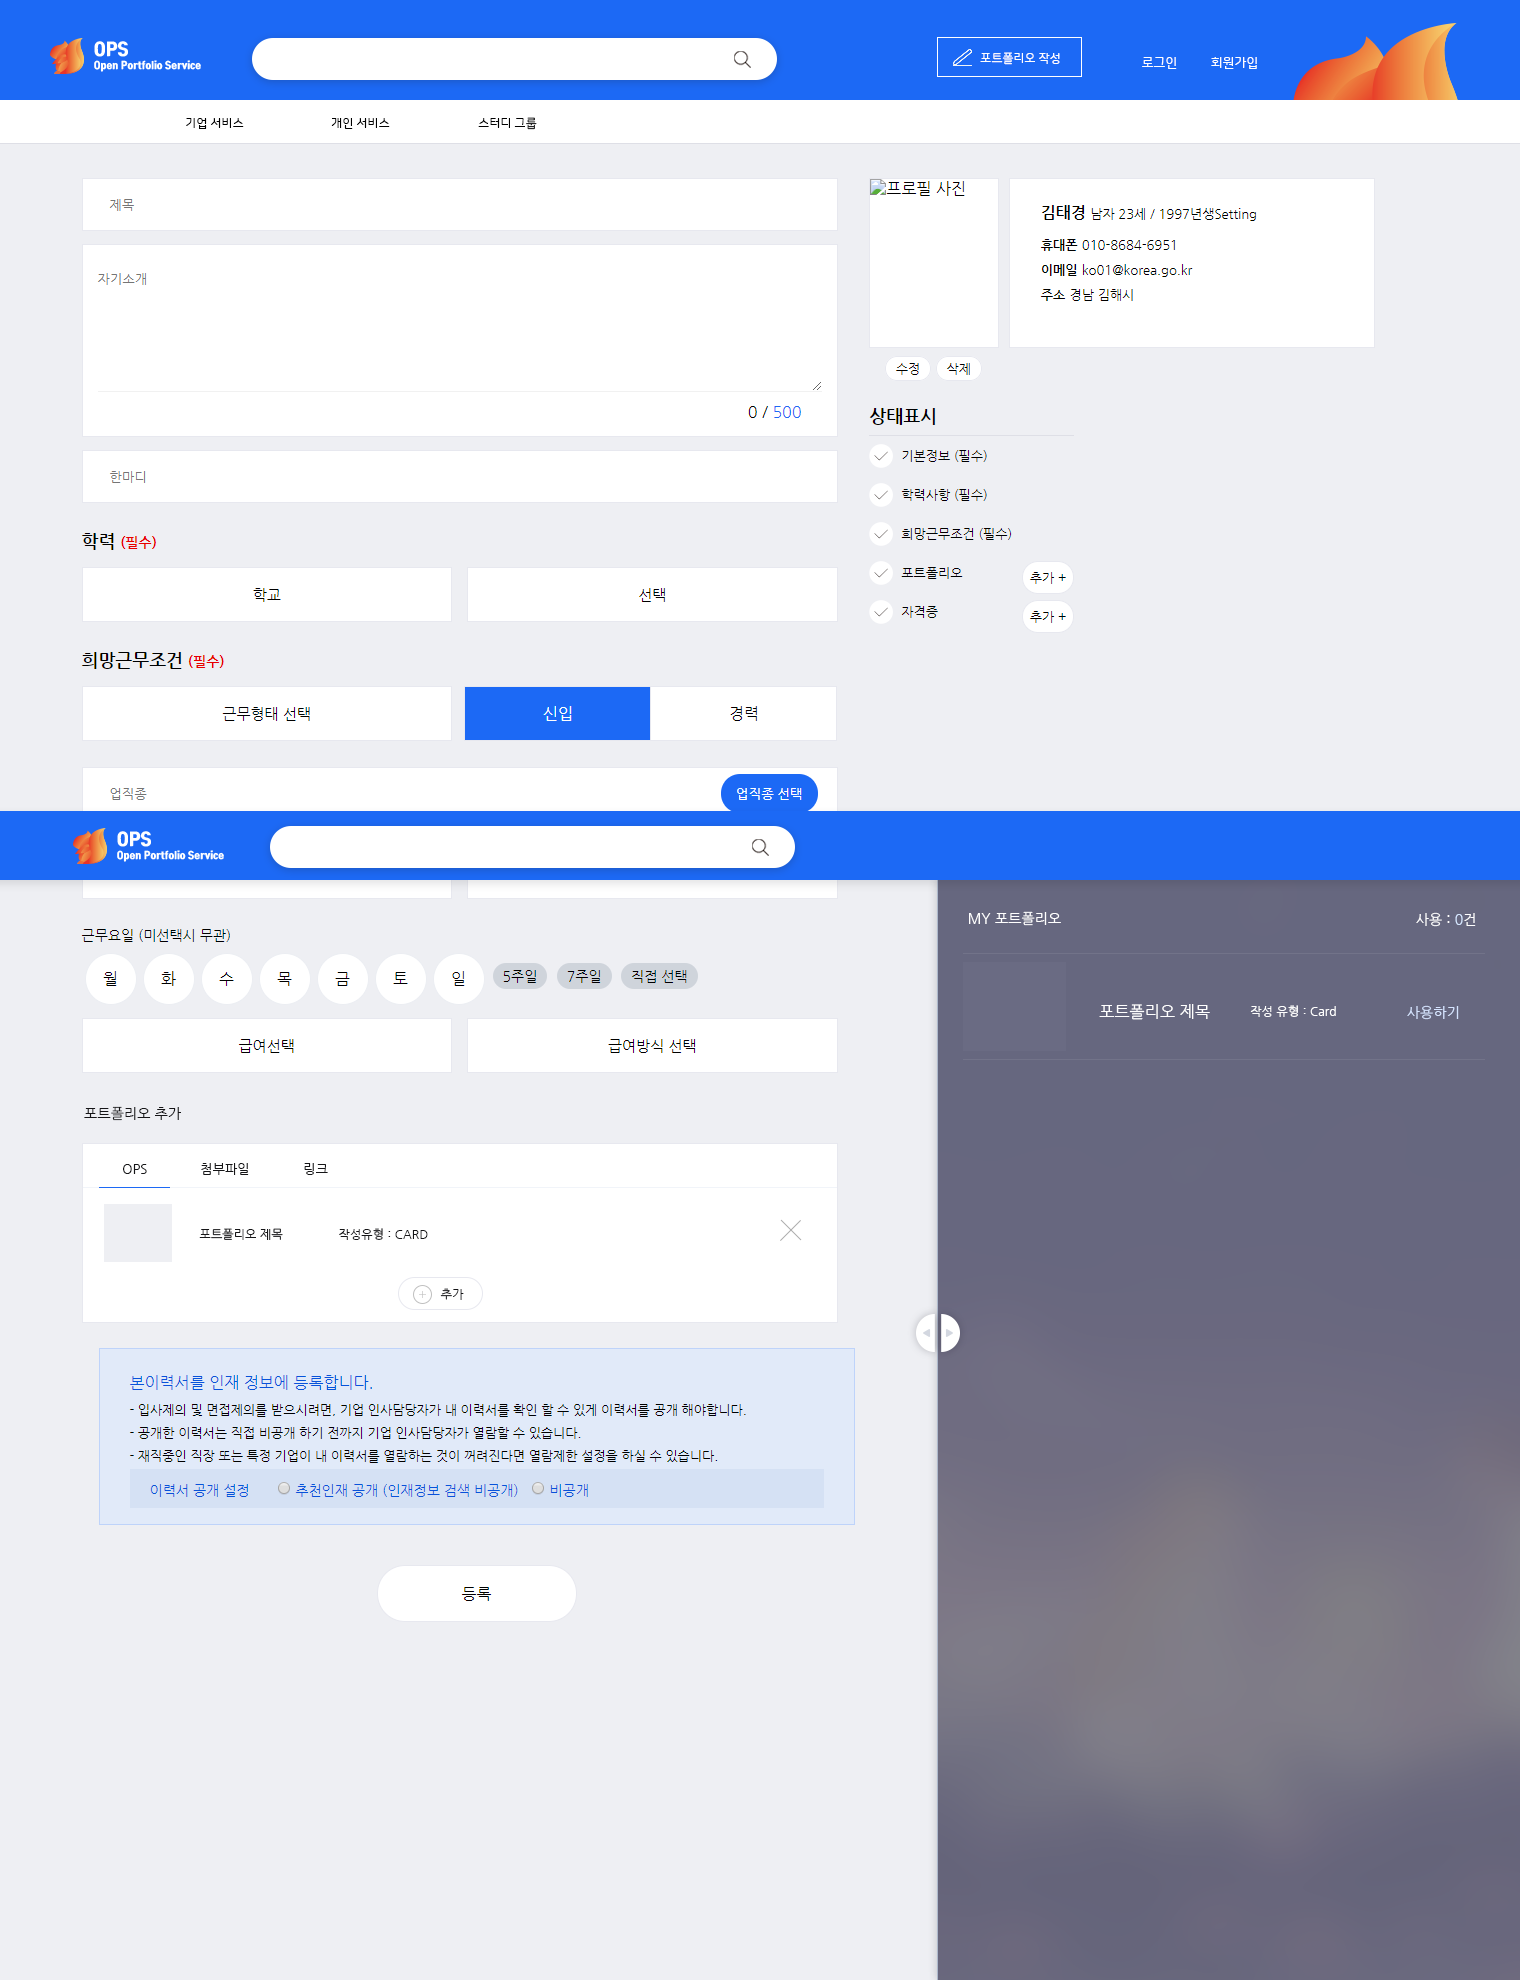 OPS
Open Portfolio Service
포트폴리오 작성
로그인
회원가입
기업 서비스
개인 서비스
스터디 그룹
제목
자기소개
0 / 500
한마디
학력 (필수)
학교
선택
희망근무조건 (필수)
근무형태 선택
신입
경력
업직종
업직종 선택
프로필 사진
김태경 남자 23세 / 1997년생Setting
휴대폰 010-8684-6951
이메일 ko01@korea.go.kr
주소 경남 김해시
수정
삭제
상태표시
기본정보 (필수)
학력사항 (필수)
희망근무조건 (필수)
포트폴리오
추가 +
자격증
추가 +
OPS
Open Portfolio Service
근무요일 (미선택시 무관)
월
화
수
목
금
토
일
5주일
7주일
직접 선택
급여선택
급여방식 선택
포트폴리오 추가
OPS
첨부파일
링크
포트폴리오 제목
작성유형 : CARD
추가
본이력서를 인재 정보에 등록합니다.
- 입사제의 및 면접제의를 받으시려면, 기업 인사담당자가 내 이력서를 확인 할 수 있게 이력서를 공개 해야합니다.
- 공개한 이력서는 직접 비공개 하기 전까지 기업 인사담당자가 열람할 수 있습니다.
- 재직중인 직장 또는 특정 기업이 내 이력서를 열람하는 것이 꺼려진다면 열람제한 설정을 하실 수 있습니다.
이력서 공개 설정
추천인재 공개 (인재정보 검색 비공개)
비공개
등록
MY 포트폴리오
사용 : 0건
포트폴리오 제목
작성 유형 : Card
사용하기